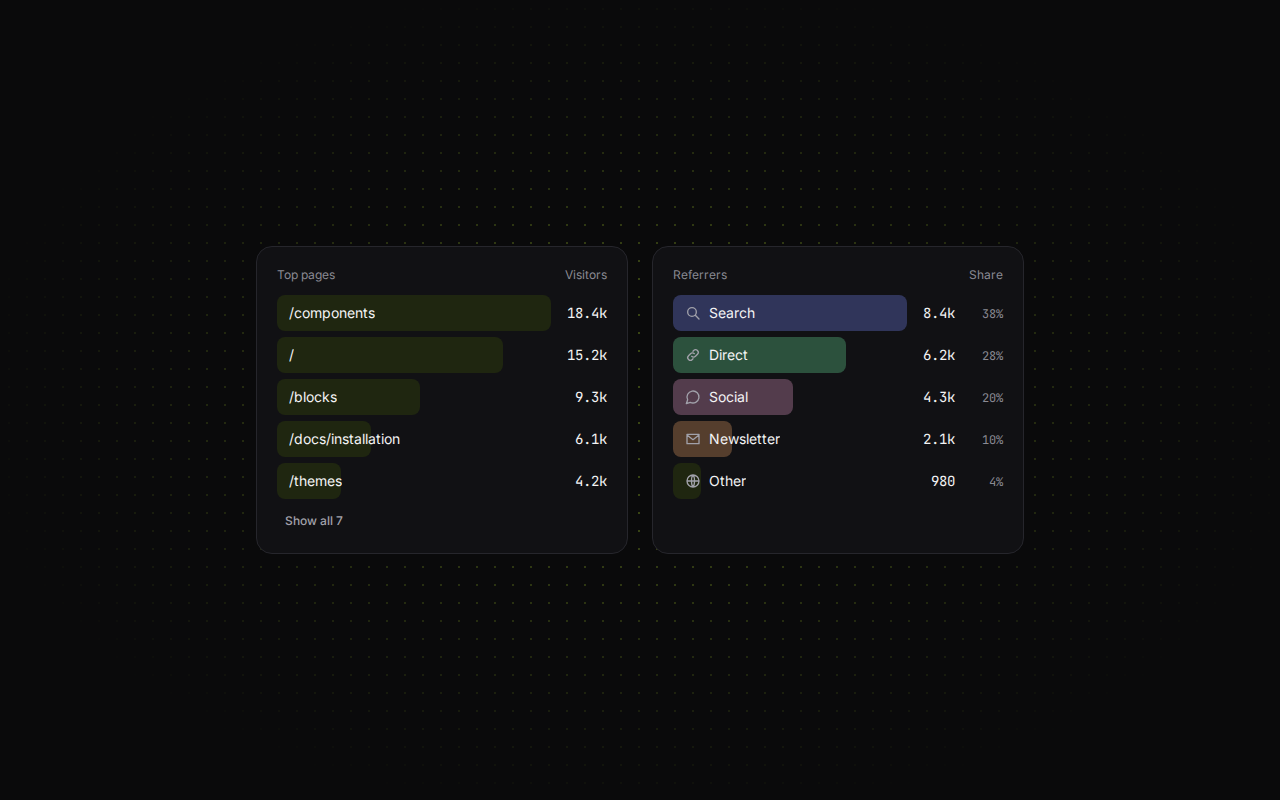 Top pages Visitors
/components 18.4k
/ 15.2k
/blocks 9.3k
/docs/installation 6.1k
/themes 4.2k
Show all 7
Referrers Share
Search 8.4k 38%
Direct 6.2k 28%
Social 4.3k 20%
Newsletter 2.1k 10%
Other 980 4%